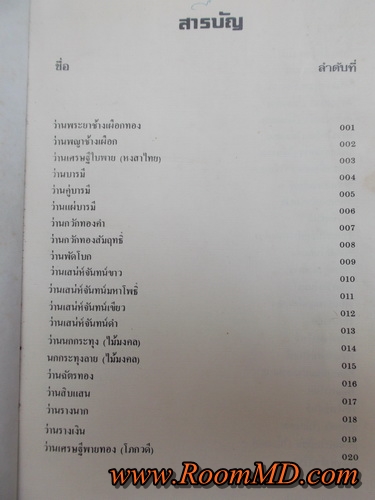 สารบัญ
ชื่อ ลำดับที่
ว่านพระยาช้างเผือกทอง 001
ว่านพญาช้างเผือก 002
ว่านเศรษฐีใบพาย (หงสาไทย) 003
ว่านบารมี 004
ว่านคู่บารมี 005
ว่านแผ่บารมี 006
ว่านกวักทองคำ 007
ว่านกวักทองสัมฤทธิ์ 008
ว่านพัดโบก 009
ว่านเสน่ห์จันทน์ขาว 010
ว่านเสน่ห์จันทน์มหาโพธิ์ 011
ว่านเสน่ห์จันทน์เขียว 012
ว่านเสน่ห์จันทน์ดำ 013
ว่านนกกระทุง (ไม้มงคล) 014
นกกระทุงลาย (ไม้มงคล) 015
ว่านฉัตรทอง 016
ว่านสิบแสน 017
ว่านรางนาก 018
ว่านรางเงิน 019
ว่านเศรษฐีพายทอง (โภควดี) 020
www.RoomMD.com